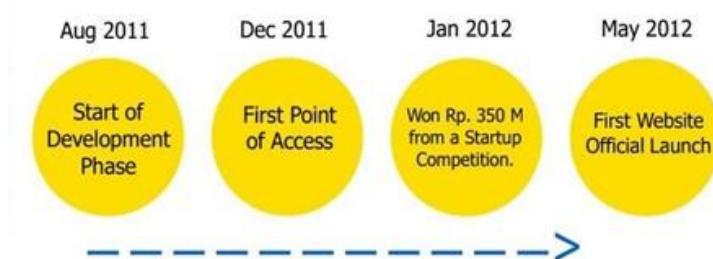 Aug 2011
Start of
Development
Phase
Dec 2011
First Point
of Access
Jan 2012
Won Rp. 350 M
from a Startup
Competition.
May 2012
First Website
Official Launch